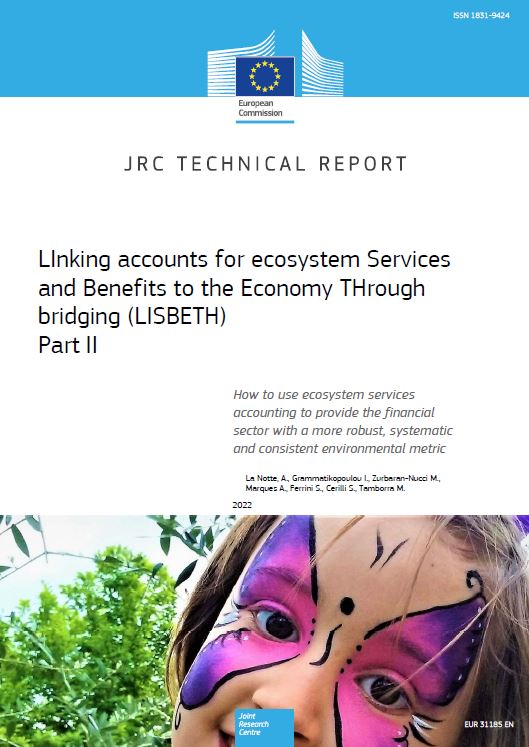 ISSN 1831-9424
European
Commission
JRC TECHNICAL REPORT
LInking accounts for ecosystem Services
and Benefits to the Economy THrough
bridging (LISBETH)
Part II
How to use ecosystem services
accounting to provide the financial
sector with a more robust, systematic
and consistent environmental metric
La Notte, A., Grammatikopoulou I., Zurbaran-Nucci M.,
Marques A., Ferrini S., Cerilli S., Tamborra M.
2022
Joint
Research
Centre
EUR 31185 EN